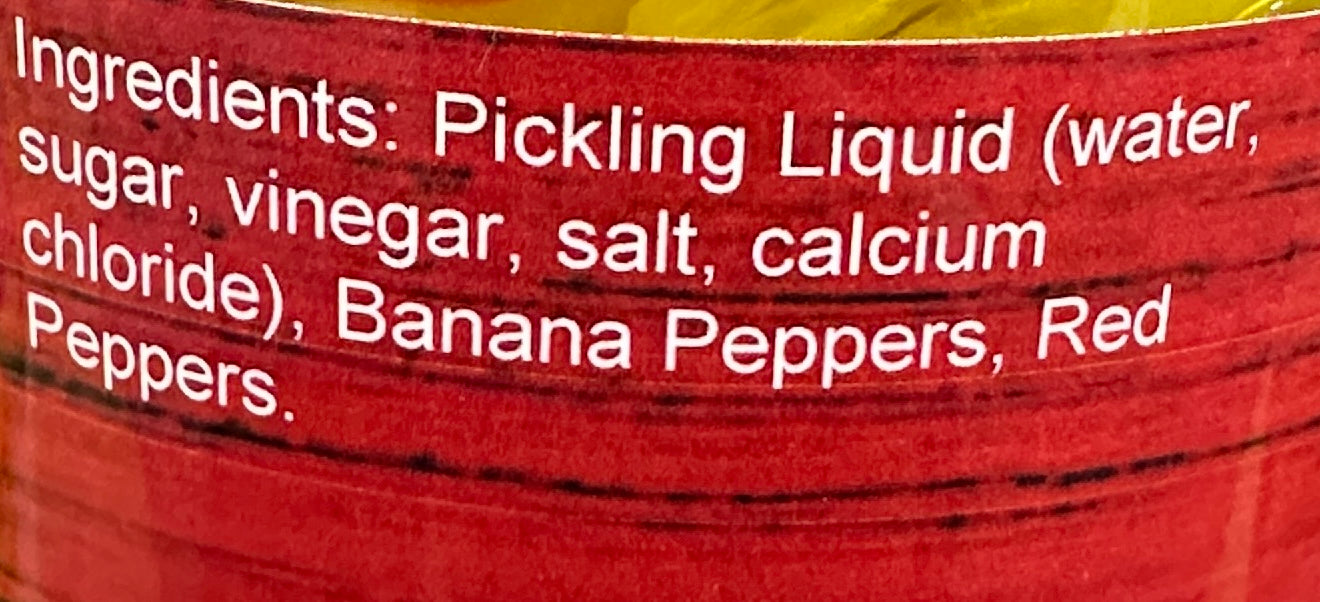 Ingredients: Pickling Liquid (water,
sugar, vinegar, salt, calcium
chloride), Banana Peppers, Red
Peppers.